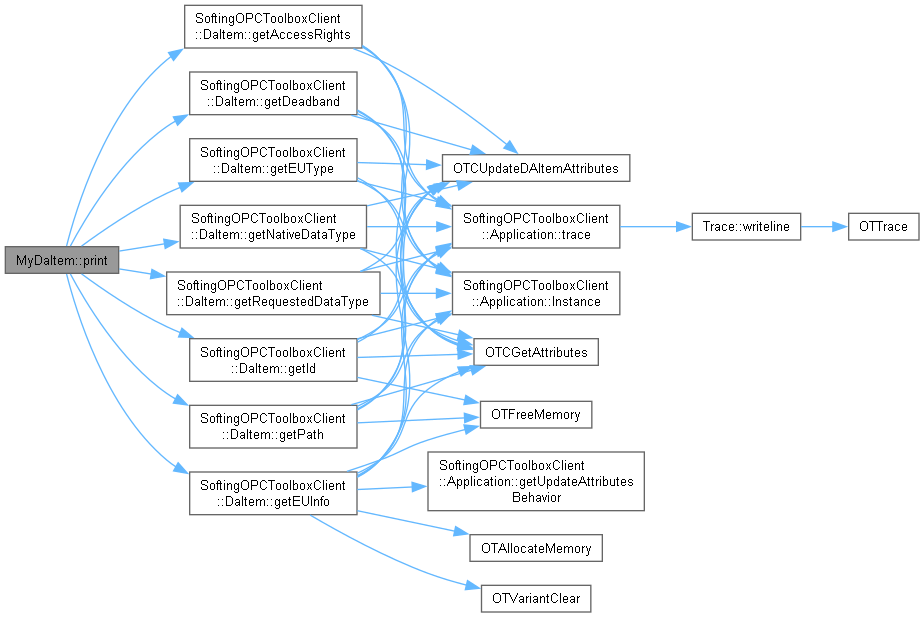 MyDaItem::print
SoftingOPCToolboxClient
::DaItem::getAccessRights
SoftingOPCToolboxClient
::DaItem::getDeadband
SoftingOPCToolboxClient
::DaItem::getEUType
SoftingOPCToolboxClient
::DaItem::getNativeDataType
SoftingOPCToolboxClient
::DaItem::getRequestedDataType
SoftingOPCToolboxClient
::DaItem::getId
SoftingOPCToolboxClient
::DaItem::getPath
SoftingOPCToolboxClient
::DaItem::getEUInfo
OTCUpdateDAItemAttributes
SoftingOPCToolboxClient
::Application::trace
SoftingOPCToolboxClient
::Application::Instance
OTCGetAttributes
OTFreeMemory
SoftingOPCToolboxClient
::Application::getUpdateAttributes
Behavior
OTAllocateMemory
OTVariantClear
Trace::writeline
OTTrace